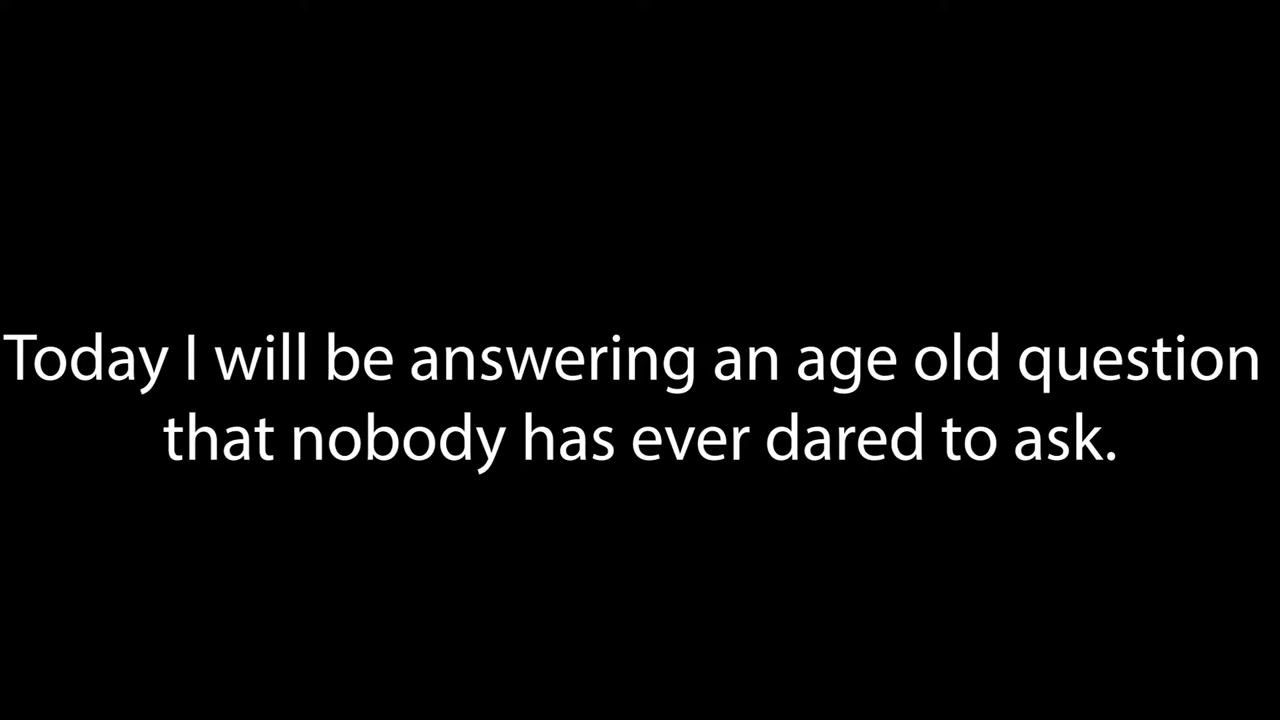 Today I will be answering an age old question
that nobody has ever dared to ask.